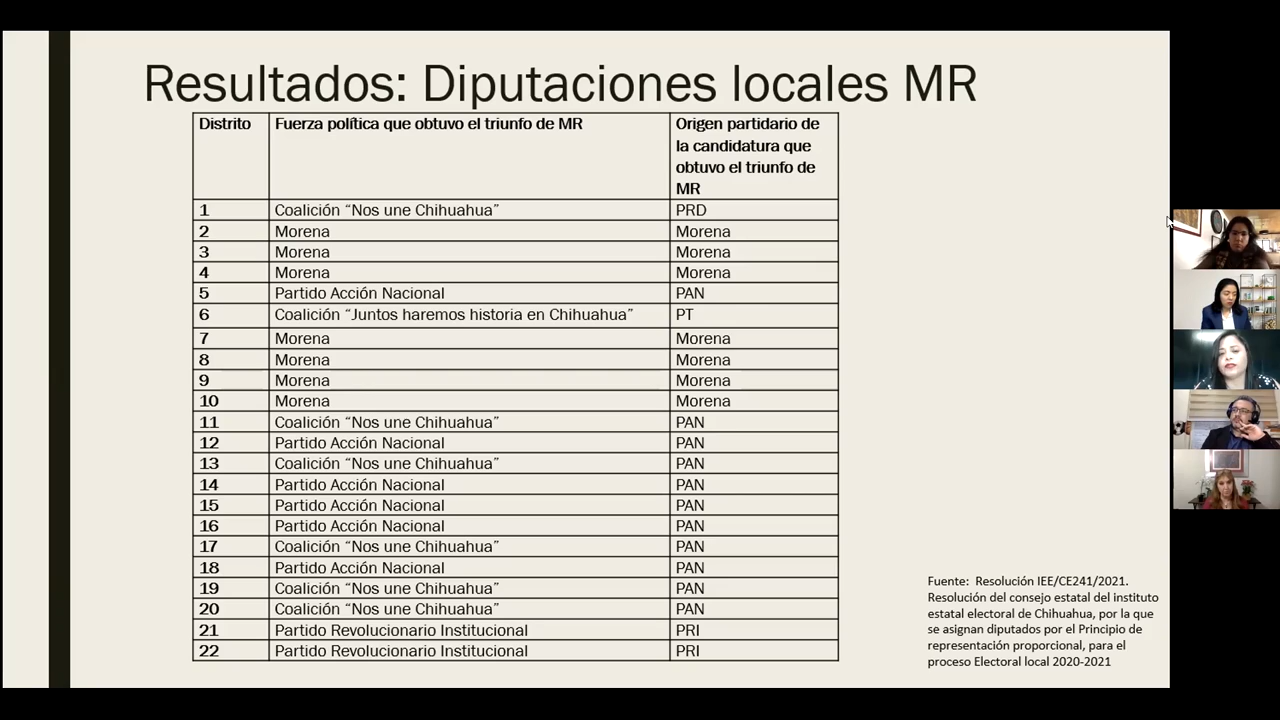 Resultados: Diputaciones locales MR
Distrito Fuerza política que obtuvo el triunfo de MR Origen partidario de
la candidatura que
obtuvo el triunfo de
MR
1 Coalición “Nos une Chihuahua” PRD
2 Morena Morena
3 Morena Morena
4 Morena Morena
5 Partido Acción Nacional PAN
6 Coalición “Juntos haremos historia en Chihuahua” PT
7 Morena Morena
8 Morena Morena
9 Morena Morena
10 Morena Morena
11 Coalición “Nos une Chihuahua” PAN
12 Partido Acción Nacional PAN
13 Coalición “Nos une Chihuahua” PAN
14 Partido Acción Nacional PAN
15 Partido Acción Nacional PAN
16 Partido Acción Nacional PAN
17 Coalición “Nos une Chihuahua” PAN
18 Partido Acción Nacional PAN
19 Coalición “Nos une Chihuahua” PAN
20 Coalición “Nos une Chihuahua” PAN
21 Partido Revolucionario Institucional PRI
22 Partido Revolucionario Institucional PRI
Fuente: Resolución IEE/CE241/2021.
Resolución del consejo estatal del instituto
estatal electoral de Chihuahua, por la que
se asignan diputados por el Principio de
representación proporcional, para el
proceso Electoral local 2020-2021